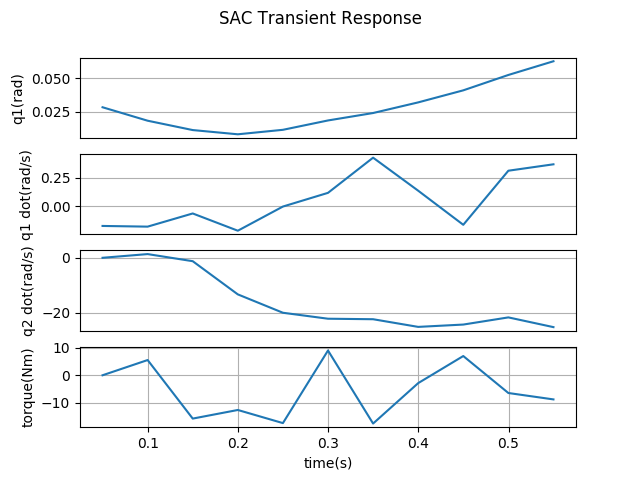 SAC Transient Response
q1(rad)
0.050
0.025
q1 dot(rad/s)
0.25
0.00
q2 dot(rad/s)
0
−20
torque(Nm)
10
0
−10
0.1 0.2 0.3 0.4 0.5
time(s)